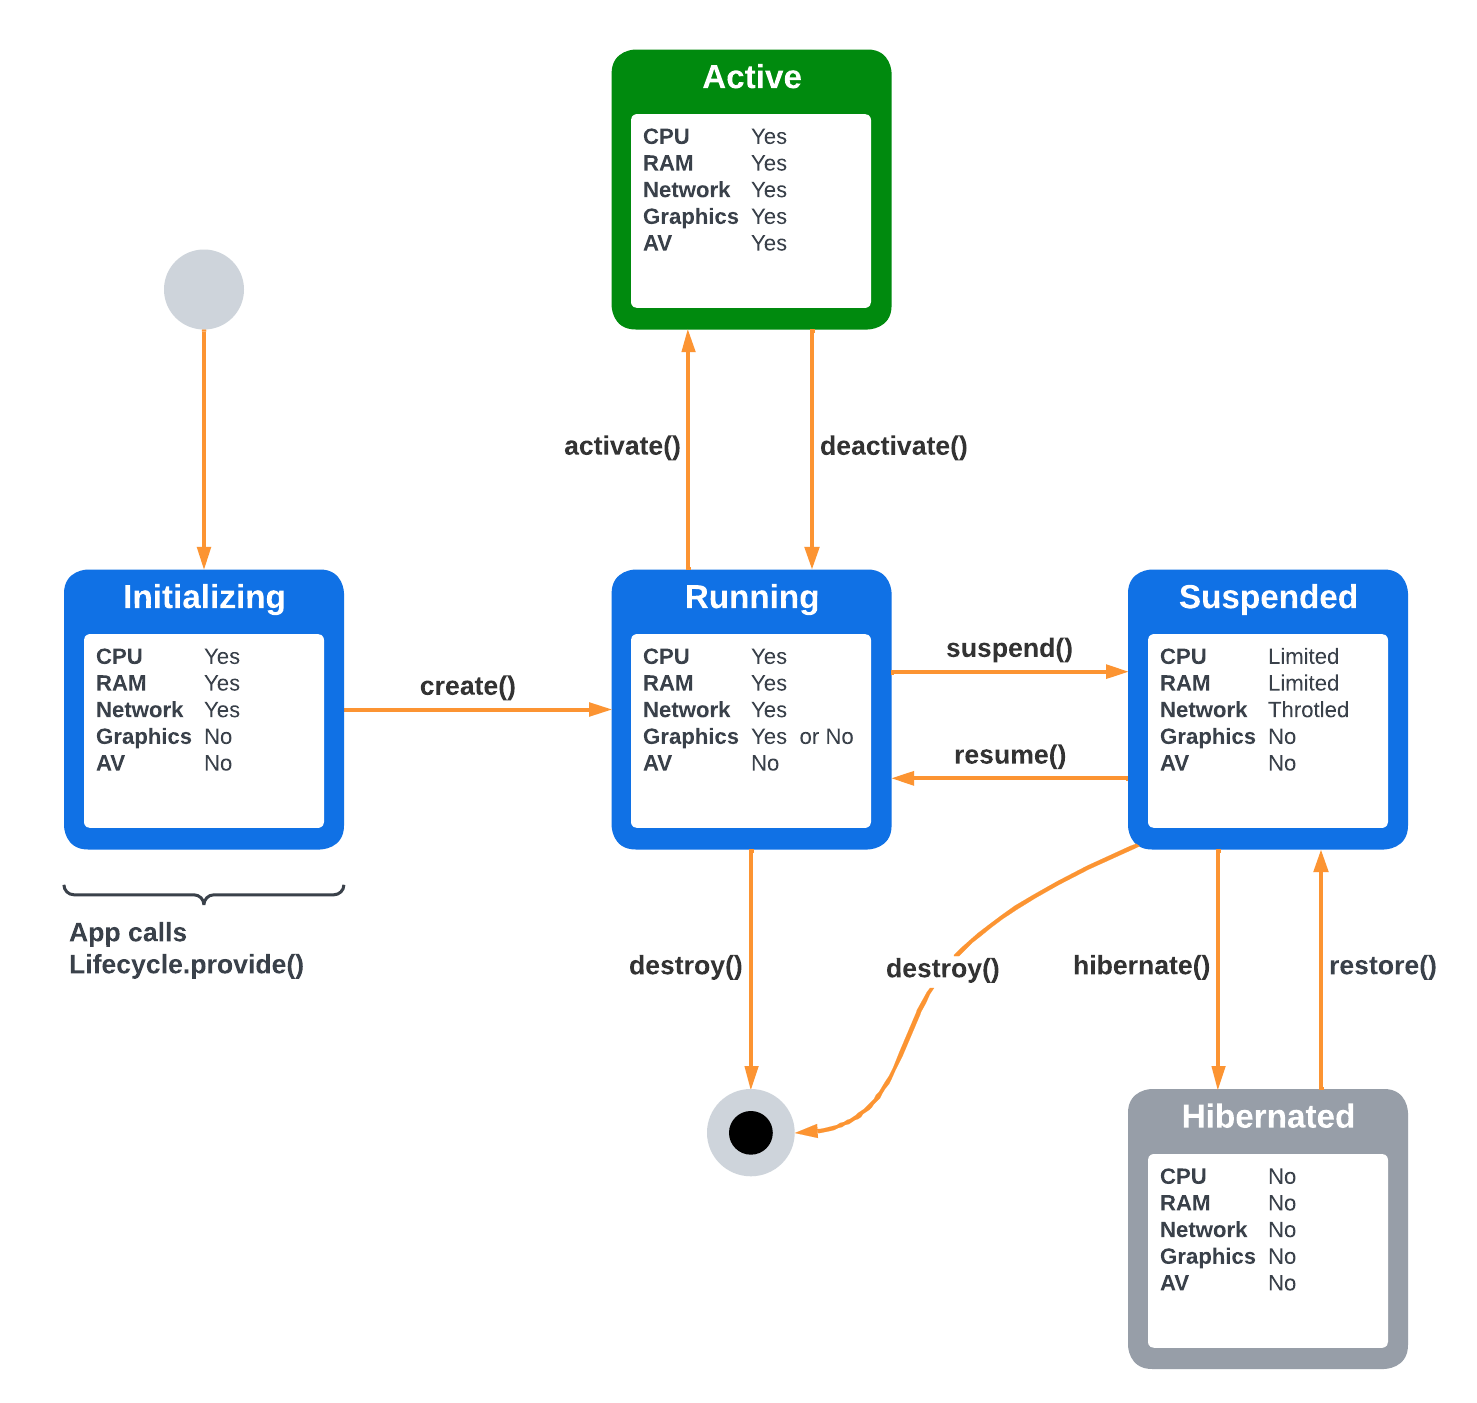 Active
CPU Yes
RAM Yes
Network Yes
Graphics Yes
AV Yes
activate()
deactivate()
Initializing
CPU Yes
RAM Yes
Network Yes
Graphics No
AV No
App calls
Lifecycle.provide()
create()
Running
CPU Yes
RAM Yes
Network Yes
Graphics Yes or No
AV No
suspend()
resume()
Suspended
CPU Limited
RAM Limited
Network Throtled
Graphics No
AV No
destroy()
destroy()
hibernate()
restore()
Hibernated
CPU No
RAM No
Network No
Graphics No
AV No